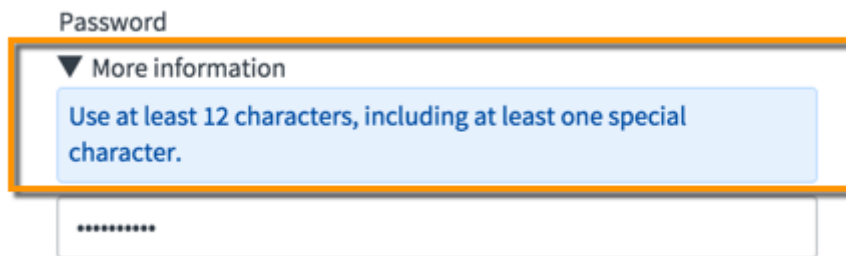 Password
▼ More information
Use at least 12 characters, including at least one special
character.
••••••••••